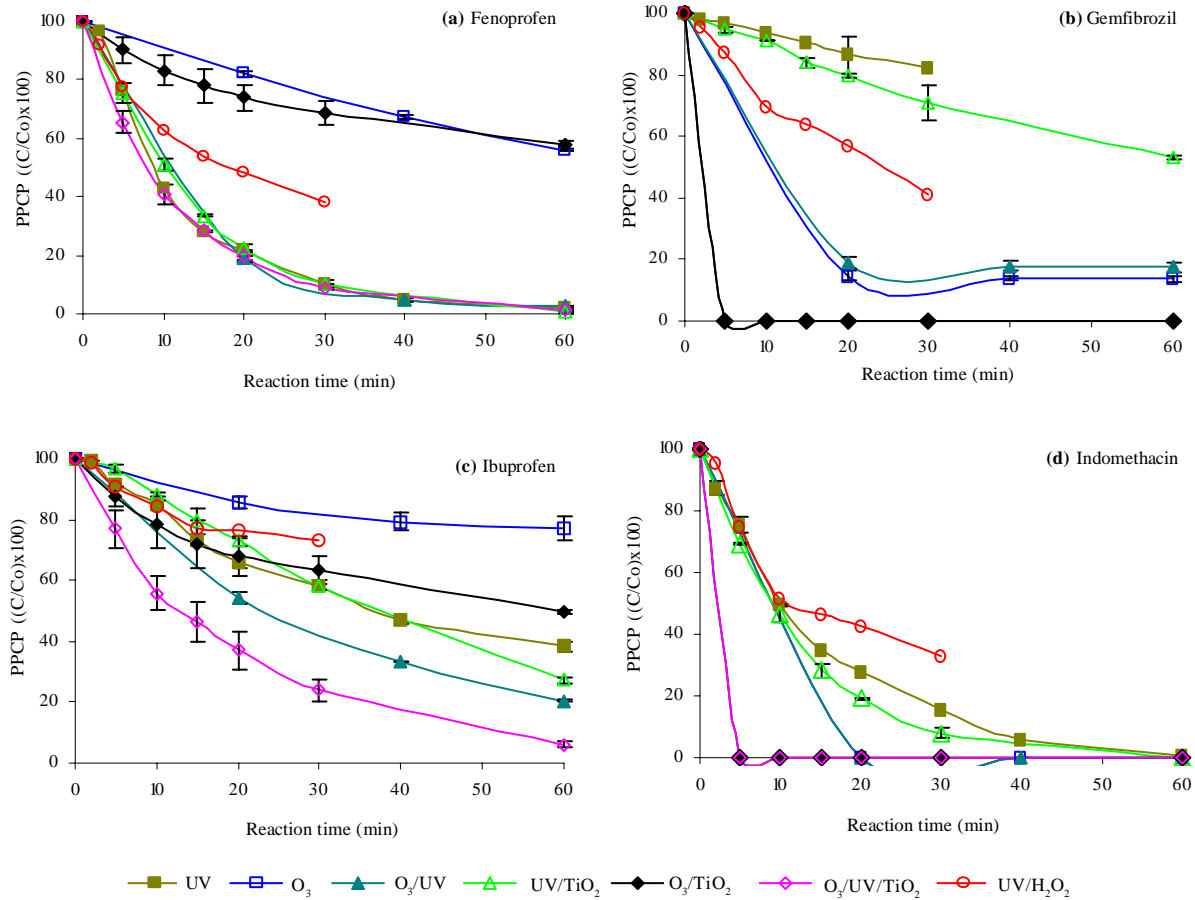 (a) Fenoprofen
PPCP ((C/Co)x100)
100
80
60
40
20
0
0 10 20 30 40 50 60
Reaction time (min)
(b) Gemfibrozil
PPCP ((C/Co)x100)
100
80
60
40
20
0
0 10 20 30 40 50 60
Reaction time (min)
(c) Ibuprofen
PPCP ((C/Co)x100)
100
80
60
40
20
0
0 10 20 30 40 50 60
Reaction time (min)
(d) Indomethacin
PPCP ((C/Co)x100)
100
80
60
40
20
0
0 10 20 30 40 50 60
Reaction time (min)
UV O₃ O₃/UV UV/TiO₂ O₃/TiO₂ O₃/UV/TiO₂ UV/H₂O₂